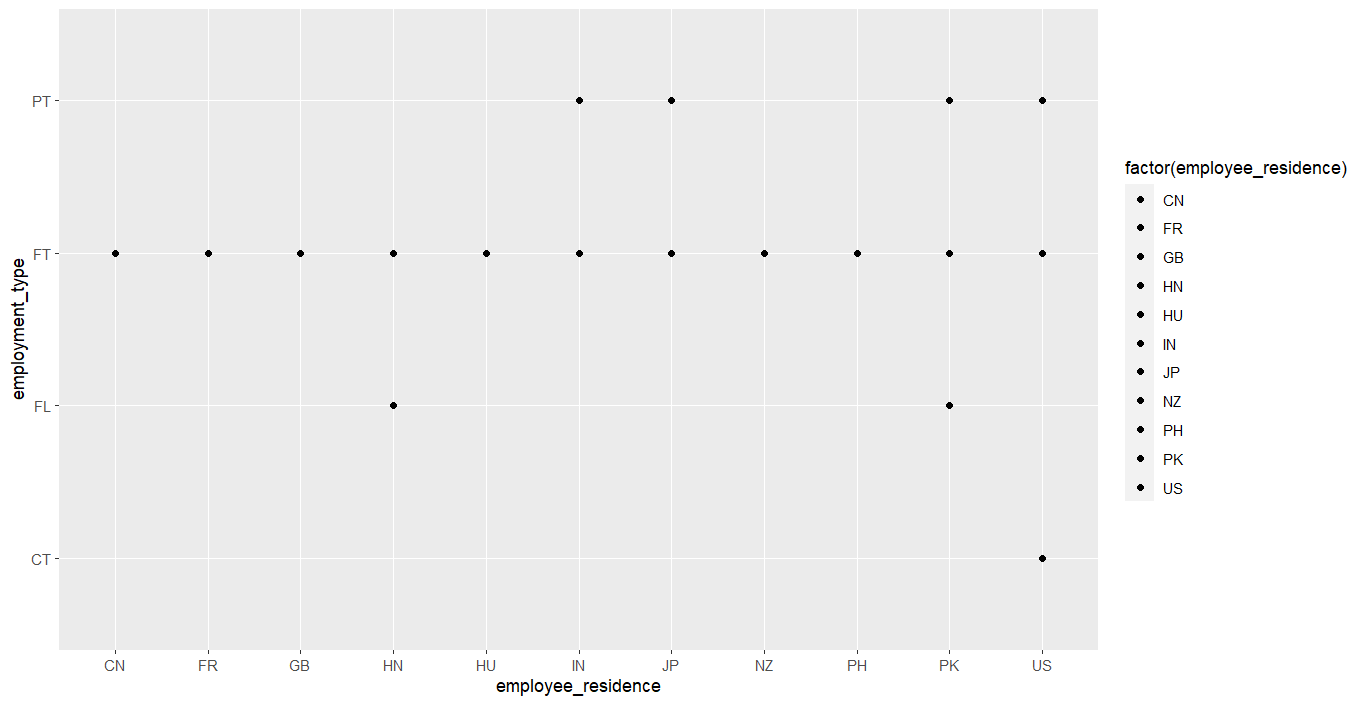 PT
FT
FL
CT
employment_type
CN FR GB HN HU IN JP NZ PH PK US
employee_residence
factor(employee_residence)
CN
FR
GB
HN
HU
IN
JP
NZ
PH
PK
US